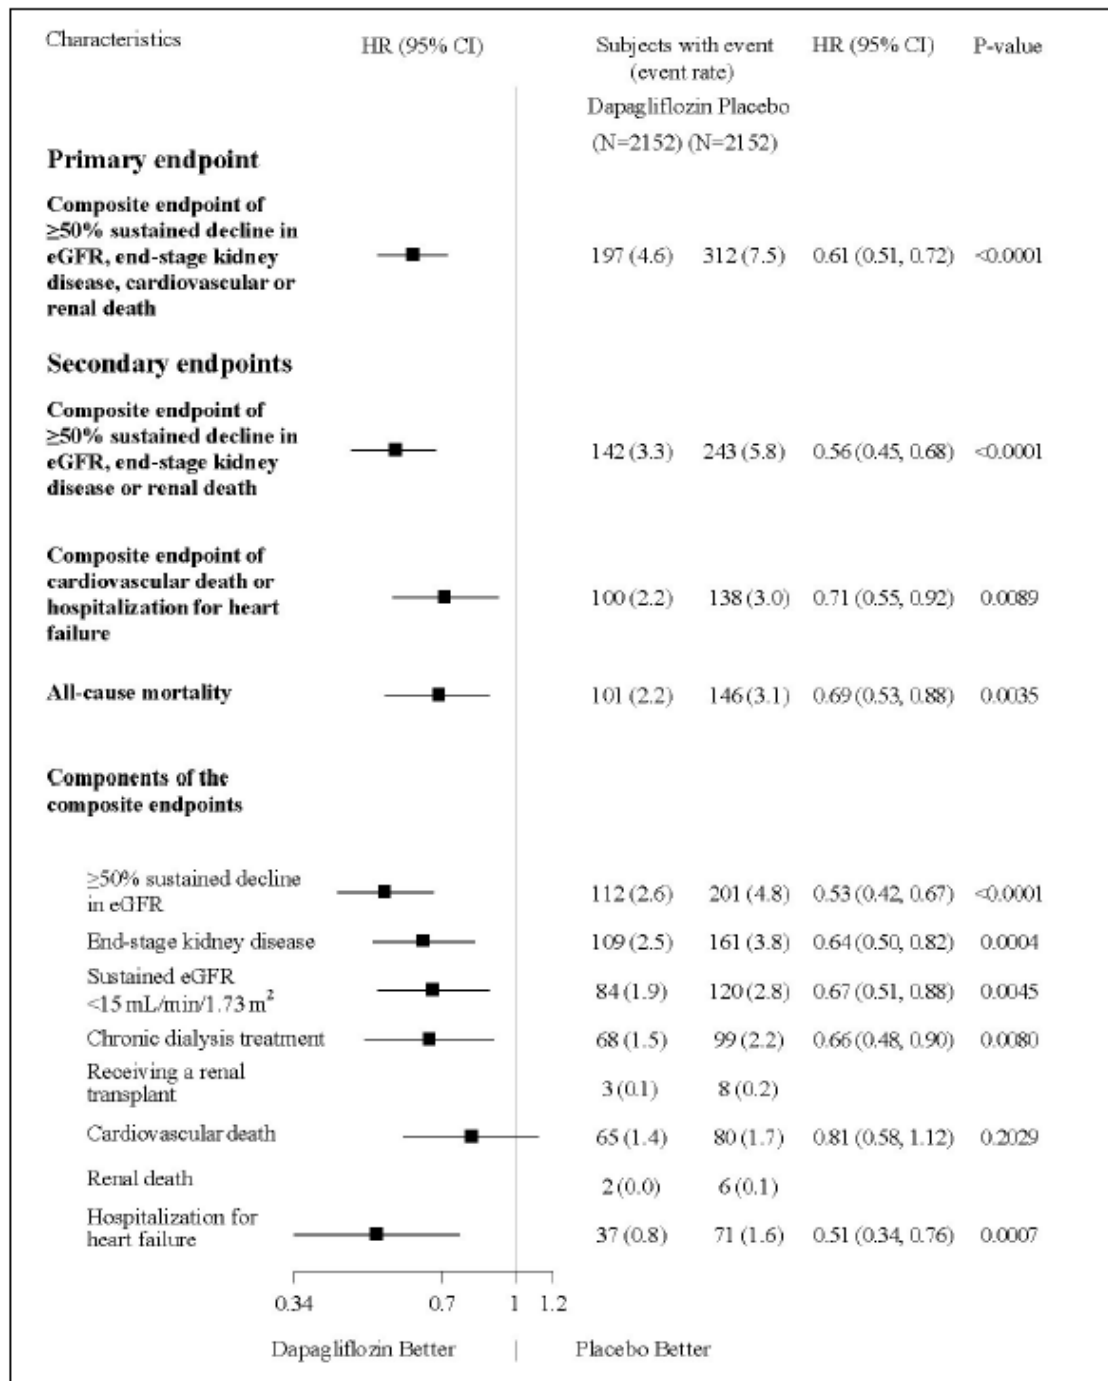 Characteristics HR (95% CI) Subjects with event HR (95% CI) P-value
(event rate)
Dapagliflozin Placebo
(N=2152) (N=2152)
Primary endpoint
Composite endpoint of
≥50% sustained decline in
eGFR, end-stage kidney 197 (4.6) 312 (7.5) 0.61 (0.51, 0.72) <0.0001
disease, cardiovascular or
renal death
Secondary endpoints
Composite endpoint of
≥50% sustained decline in
eGFR, end-stage kidney 142 (3.3) 243 (5.8) 0.56 (0.45, 0.68) <0.0001
disease or renal death
Composite endpoint of
cardiovascular death or
hospitalization for heart 100 (2.2) 138 (3.0) 0.71 (0.55, 0.92) 0.0089
failure
All-cause mortality 101 (2.2) 146 (3.1) 0.69 (0.53, 0.88) 0.0035
Components of the
composite endpoints
≥50% sustained decline
in eGFR 112 (2.6) 201 (4.8) 0.53 (0.42, 0.67) <0.0001
End-stage kidney disease 109 (2.5) 161 (3.8) 0.64 (0.50, 0.82) 0.0004
Sustained eGFR
<15 mL/min/1.73 m² 84 (1.9) 120 (2.8) 0.67 (0.51, 0.88) 0.0045
Chronic dialysis treatment 68 (1.5) 99 (2.2) 0.66 (0.48, 0.90) 0.0080
Receiving a renal
transplant 3 (0.1) 8 (0.2)
Cardiovascular death 65 (1.4) 80 (1.7) 0.81 (0.58, 1.12) 0.2029
Renal death 2 (0.0) 6 (0.1)
Hospitalization for
heart failure 37 (0.8) 71 (1.6) 0.51 (0.34, 0.76) 0.0007
0.34 0.7 1 1.2
Dapagliflozin Better | Placebo Better